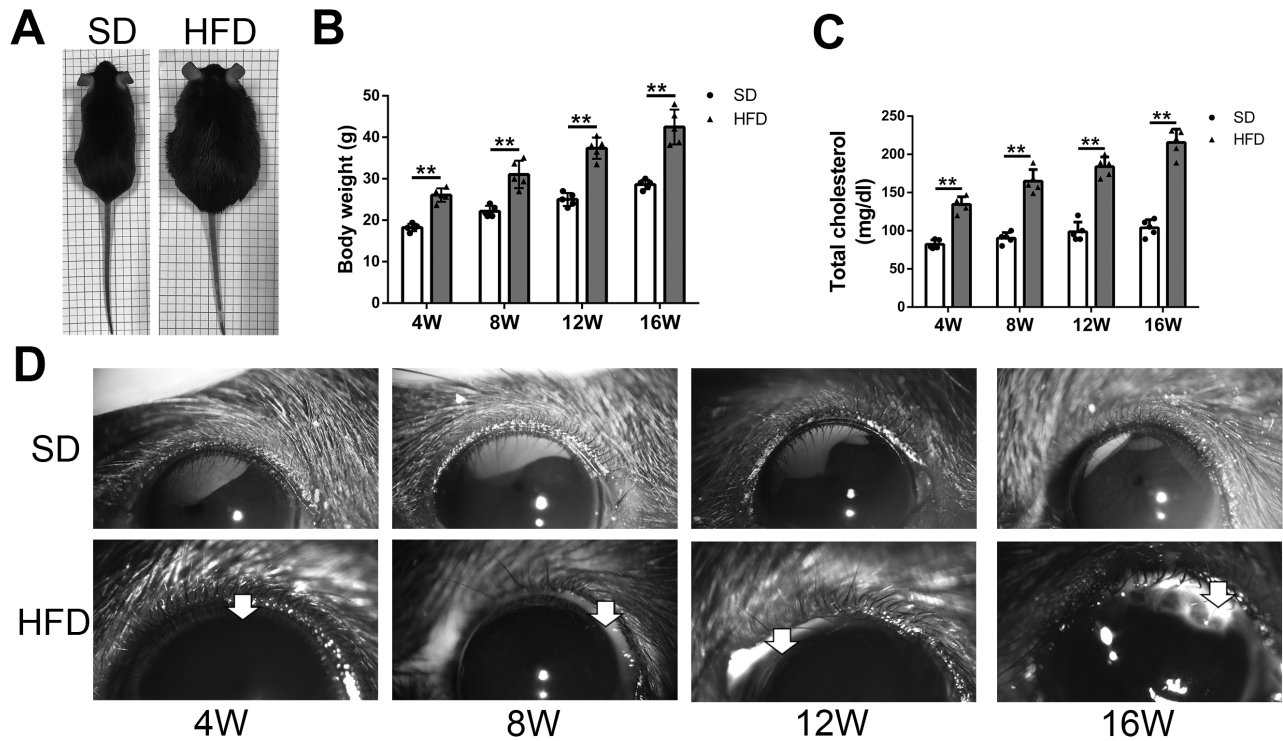 A
SD HFD
B
Body weight (g)
50
40
30
20
10
0
**
**
**
**
SD
HFD
4W 8W 12W 16W
C
Total cholesterol
(mg/dl)
250
200
150
100
50
0
**
**
**
**
SD
HFD
4W 8W 12W 16W
D
SD
HFD
4W 8W 12W 16W